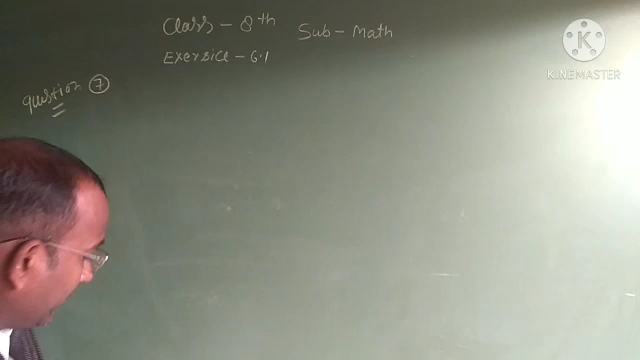 Class - 8th Sub - Math
Exersice - 6.1
Question 7
KINEMASTER